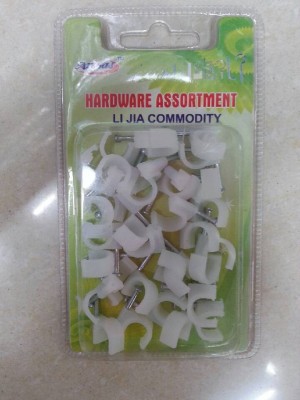 HARDWARE ASSORTMENT
LI JIA COMMODITY